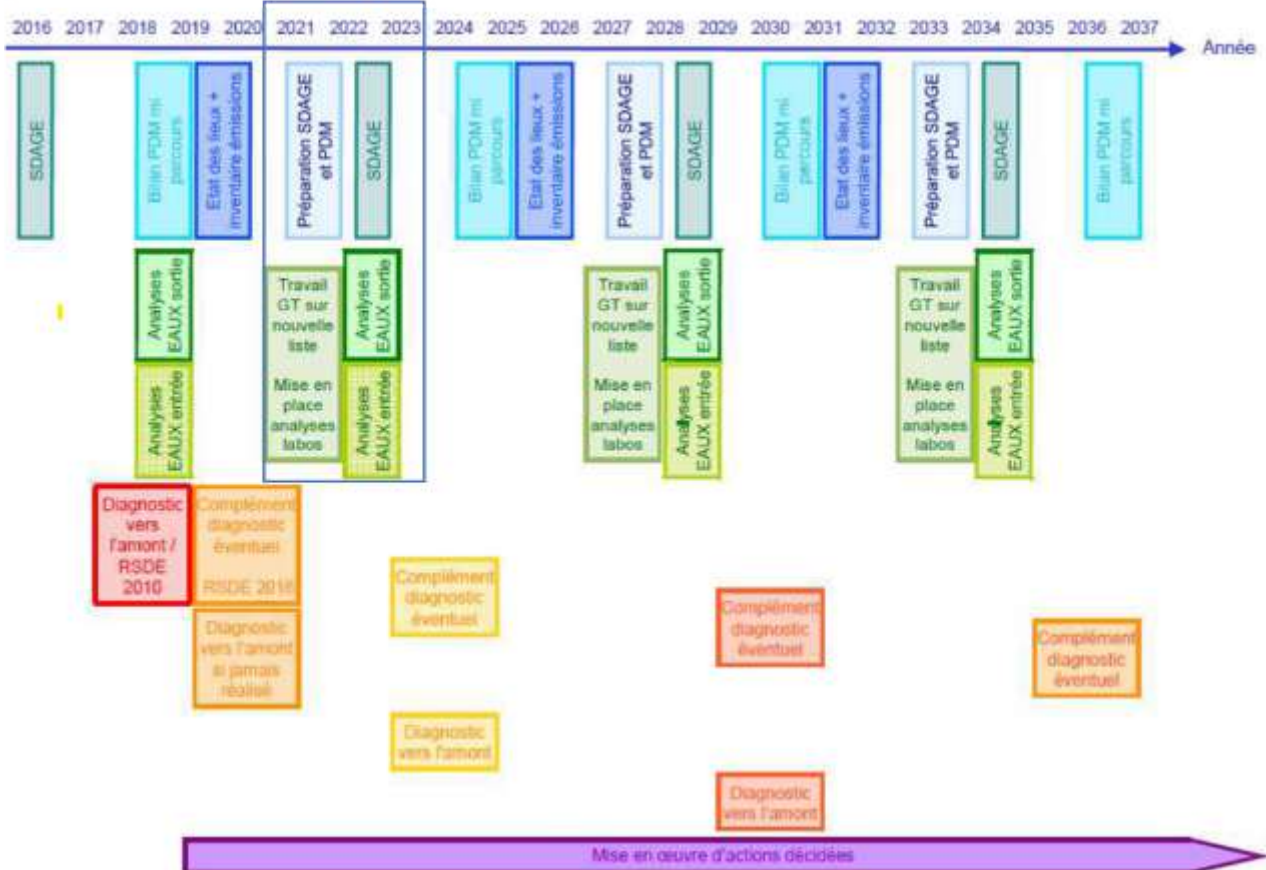 2016 2017 2018 2019 2020 2021 2022 2023 2024 2025 2026 2027 2028 2029 2030 2031 2032 2033 2034 2035 2036 2037
Année
SDAGE
Bilan PDM mi
parcours
Etat des lieux +
inventaire émissions
Préparation SDAGE
et PDM
SDAGE
Bilan PDM mi
parcours
Etat des lieux +
inventaire émissions
Préparation SDAGE
et PDM
SDAGE
Bilan PDM mi
parcours
Etat des lieux +
inventaire émissions
Préparation SDAGE
et PDM
SDAGE
Bilan PDM mi
parcours
Analyses
EAUX sortie
Travail
GT sur
nouvelle
liste
Mise en
place
analyses
labos
Analyses
EAUX sortie
Travail
GT sur
nouvelle
liste
Mise en
place
analyses
labos
Analyses
EAUX sortie
Travail
GT sur
nouvelle
liste
Mise en
place
analyses
labos
Analyses
EAUX sortie
Analyses
EAUX entrée
Analyses
EAUX entrée
Analyses
EAUX entrée
Analyses
EAUX entrée
Diagnostic
vers
l'amont /
RSDE
2016
Complément
diagnostic
éventuel
RSDE 2016
Diagnostic
vers l'amont
si jamais
réalisé
Complément
diagnostic
éventuel
Complément
diagnostic
éventuel
Complément
diagnostic
éventuel
Diagnostic
vers l'amont
Diagnostic
vers l'amont
Mise en œuvre d'actions décidées